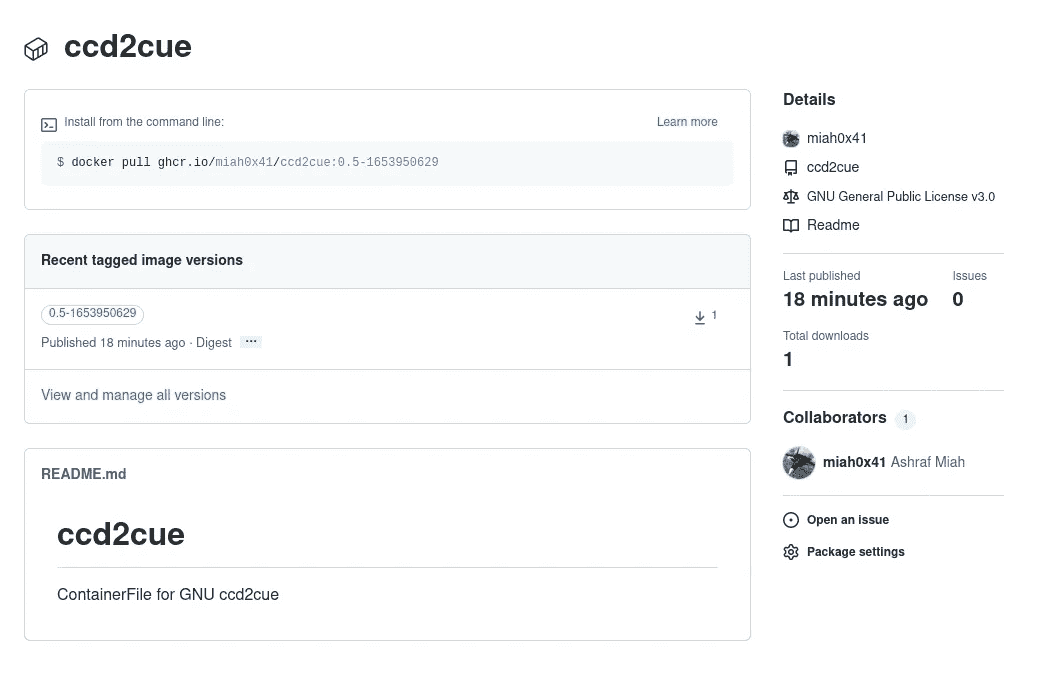 ccd2cue
Install from the command line:
Learn more
$ docker pull ghcr.io/miah0x41/ccd2cue:0.5-1653950629
Recent tagged image versions
0.5-1653950629
1
Published 18 minutes ago · Digest ···
View and manage all versions
README.md
ccd2cue
ContainerFile for GNU ccd2cue
Details
miah0x41
ccd2cue
GNU General Public License v3.0
Readme
Last published
Issues
18 minutes ago
0
Total downloads
1
Collaborators 1
miah0x41 Ashraf Miah
Open an issue
Package settings